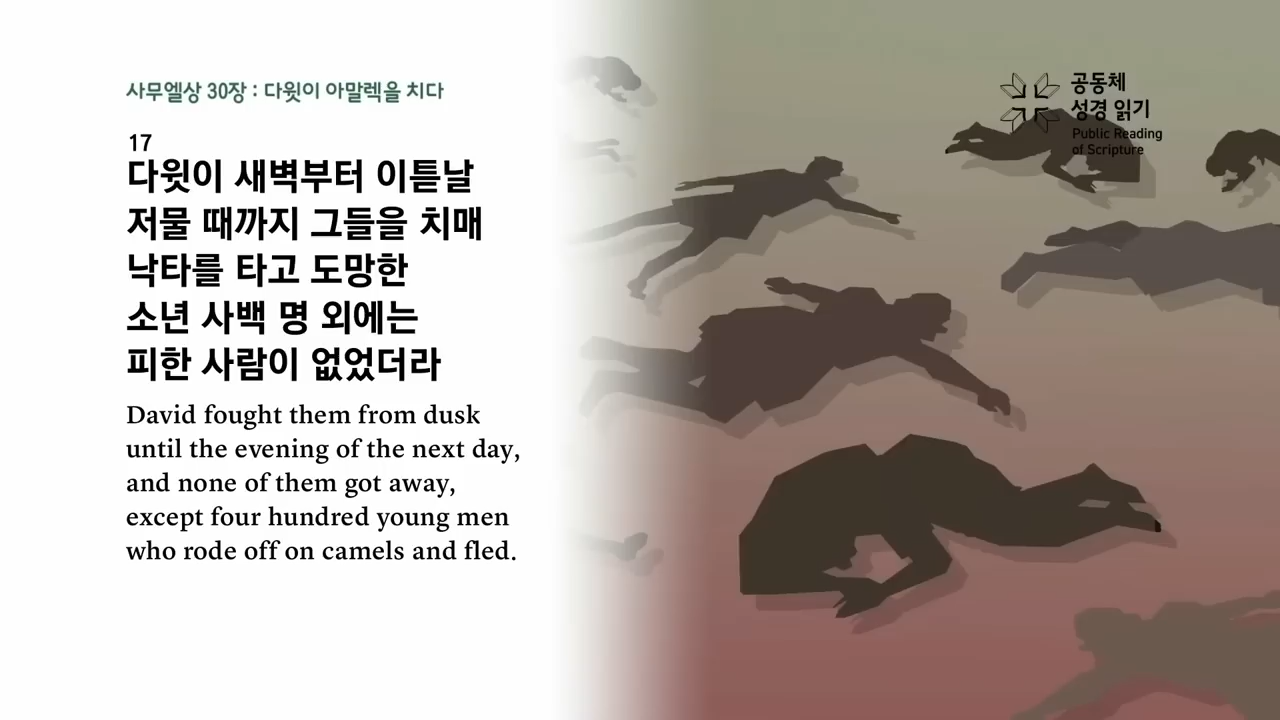 사무엘상 30장 : 다윗이 아말렉을 치다
17
다윗이 새벽부터 이튿날
저물 때까지 그들을 치매
낙타를 타고 도망한
소년 사백 명 외에는
피한 사람이 없었더라
David fought them from dusk
until the evening of the next day,
and none of them got away,
except four hundred young men
who rode off on camels and fled.
공동체
성경 읽기
Public Reading
of Scripture